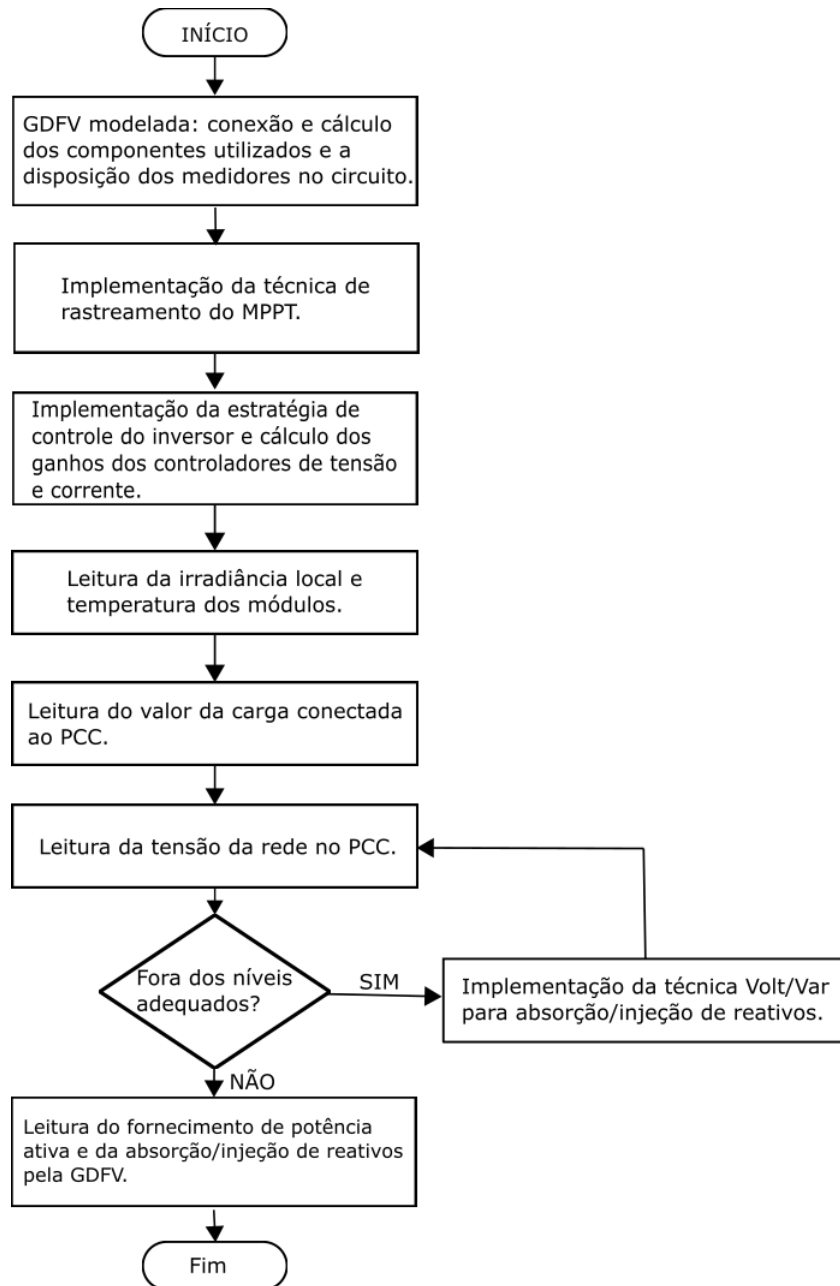 INÍCIO
GDFV modelada: conexão e cálculo
dos componentes utilizados e a
disposição dos medidores no circuito.
Implementação da técnica de
rastreamento do MPPT.
Implementação da estratégia de
controle do inversor e cálculo dos
ganhos dos controladores de tensão
e corrente.
Leitura da irradiância local e
temperatura dos módulos.
Leitura do valor da carga conectada
ao PCC.
Leitura da tensão da rede no PCC.
Fora dos níveis
adequados?
SIM
Implementação da técnica Volt/Var
para absorção/injeção de reativos.
NÃO
Leitura do fornecimento de potência
ativa e da absorção/injeção de reativos
pela GDFV.
Fim